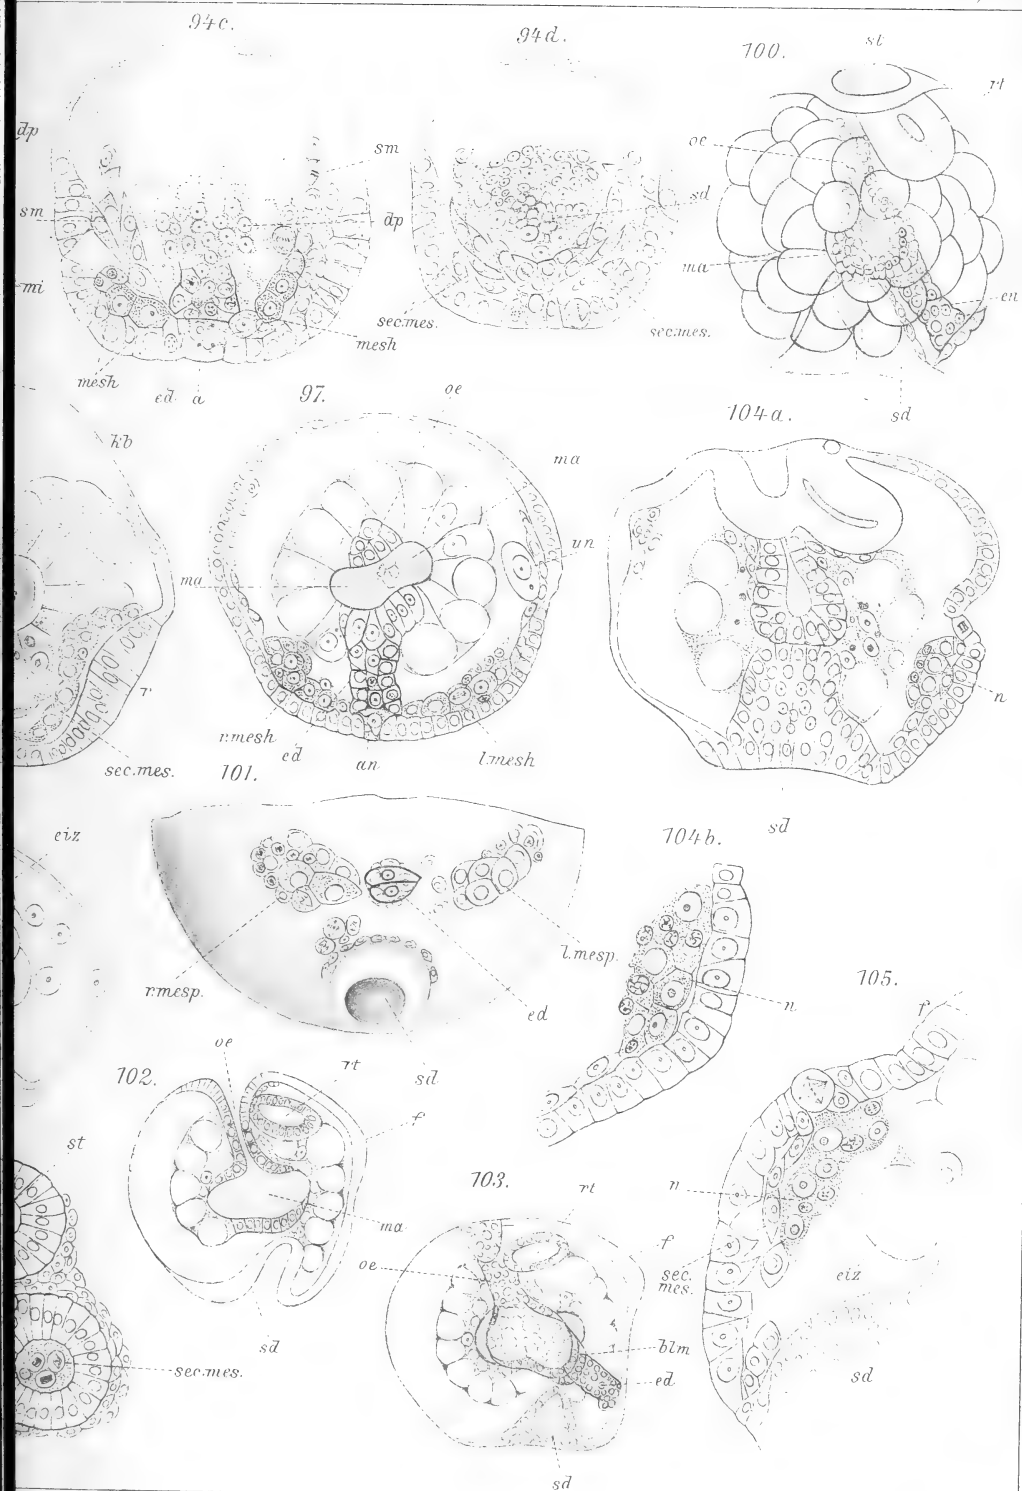 94c.
94d.
100.
st
rt
dp
sm
oe
sm
dp
sd
mi
ma
en
sec.mes.
mesh
sec.mes.
mesh
ed
a
97.
oe
104a.
sd
kb
ma
un
ma
r
n
r.mesh
ed
an
l.mesh
sec.mes.
101.
sd
eiz
104b.
r.mesp.
l.mesp.
ed
n
105.
f
oe
rt
sd
102.
f
st
103.
rt
n
ma
oe
f
sec.
mes.
eiz
sd
sec.mes.
blm
ed
sd
sd